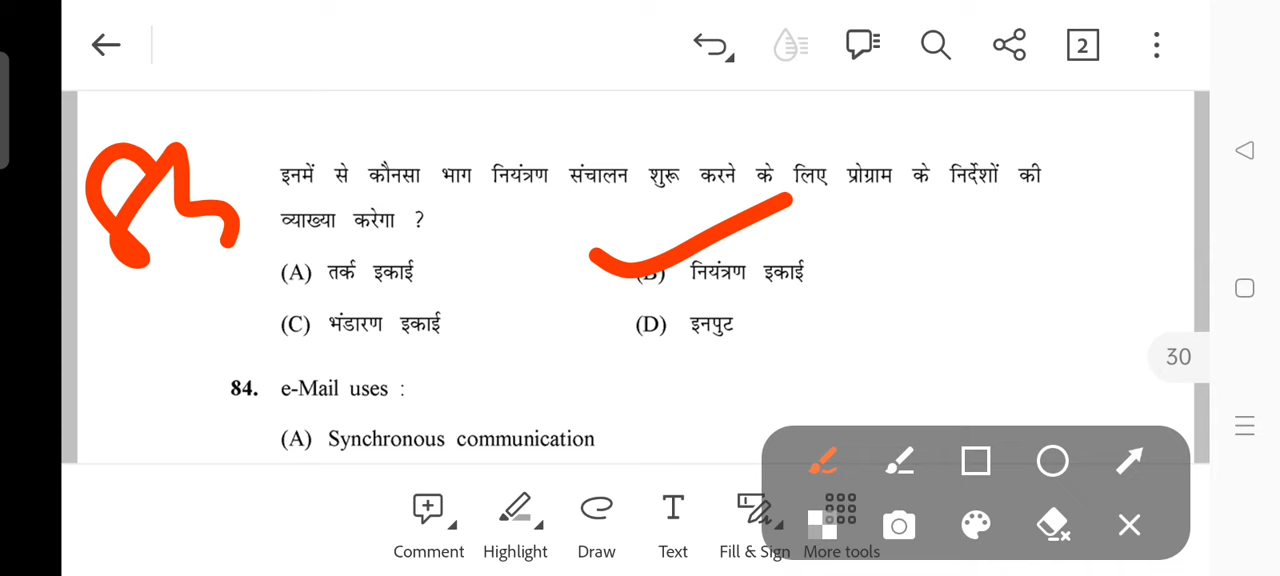 2
इनमें से कौनसा भाग नियंत्रण संचालन शुरू करने के लिए प्रोग्राम के निर्देशों की
व्याख्या करेगा ?
(A) तर्क इकाई (B) नियंत्रण इकाई
(C) भंडारण इकाई (D) इनपुट
30
84. e-Mail uses :
(A) Synchronous communication
Comment Highlight Draw Text Fill & Sign More tools